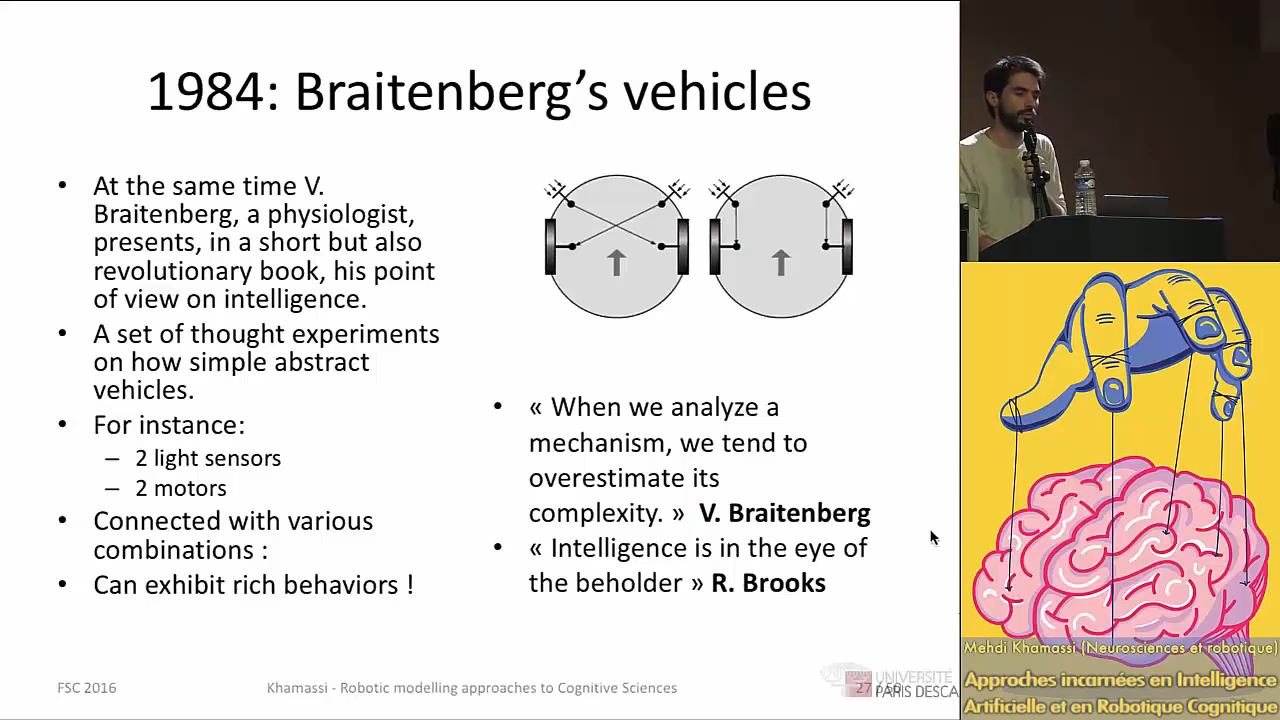 1984: Braitenberg's vehicles
• At the same time V.
Braitenberg, a physiologist,
presents, in a short but also
revolutionary book, his point
of view on intelligence.
• A set of thought experiments
on how simple abstract
vehicles.
• For instance:
– 2 light sensors
– 2 motors
• Connected with various
combinations :
• Can exhibit rich behaviors !
• « When we analyze a
mechanism, we tend to
overestimate its
complexity. » V. Braitenberg
• « Intelligence is in the eye of
the beholder » R. Brooks
FSC 2016
Khamassi - Robotic modelling approaches to Cognitive Sciences
27
UNIVERSITÉ
PARIS DESCA
Mehdi Khamassi (Neurosciences et robotique)
Approches incarnées en Intelligence
Artificielle et en Robotique Cognitique